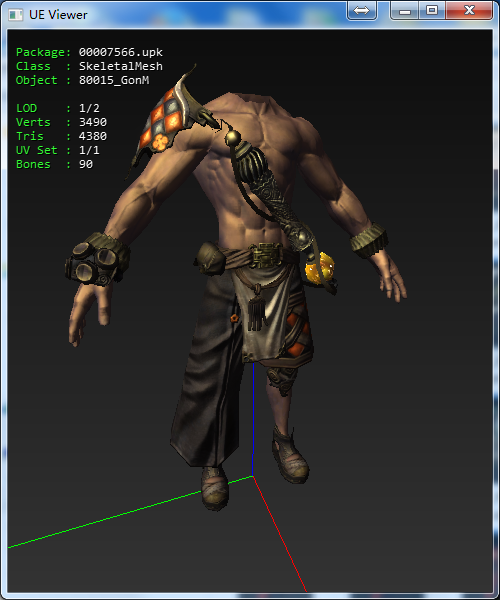 UE Viewer
Package: 00007566.upk
Class : SkeletalMesh
Object : 80015_GonM
LOD : 1/2
Verts : 3490
Tris : 4380
UV Set : 1/1
Bones : 90